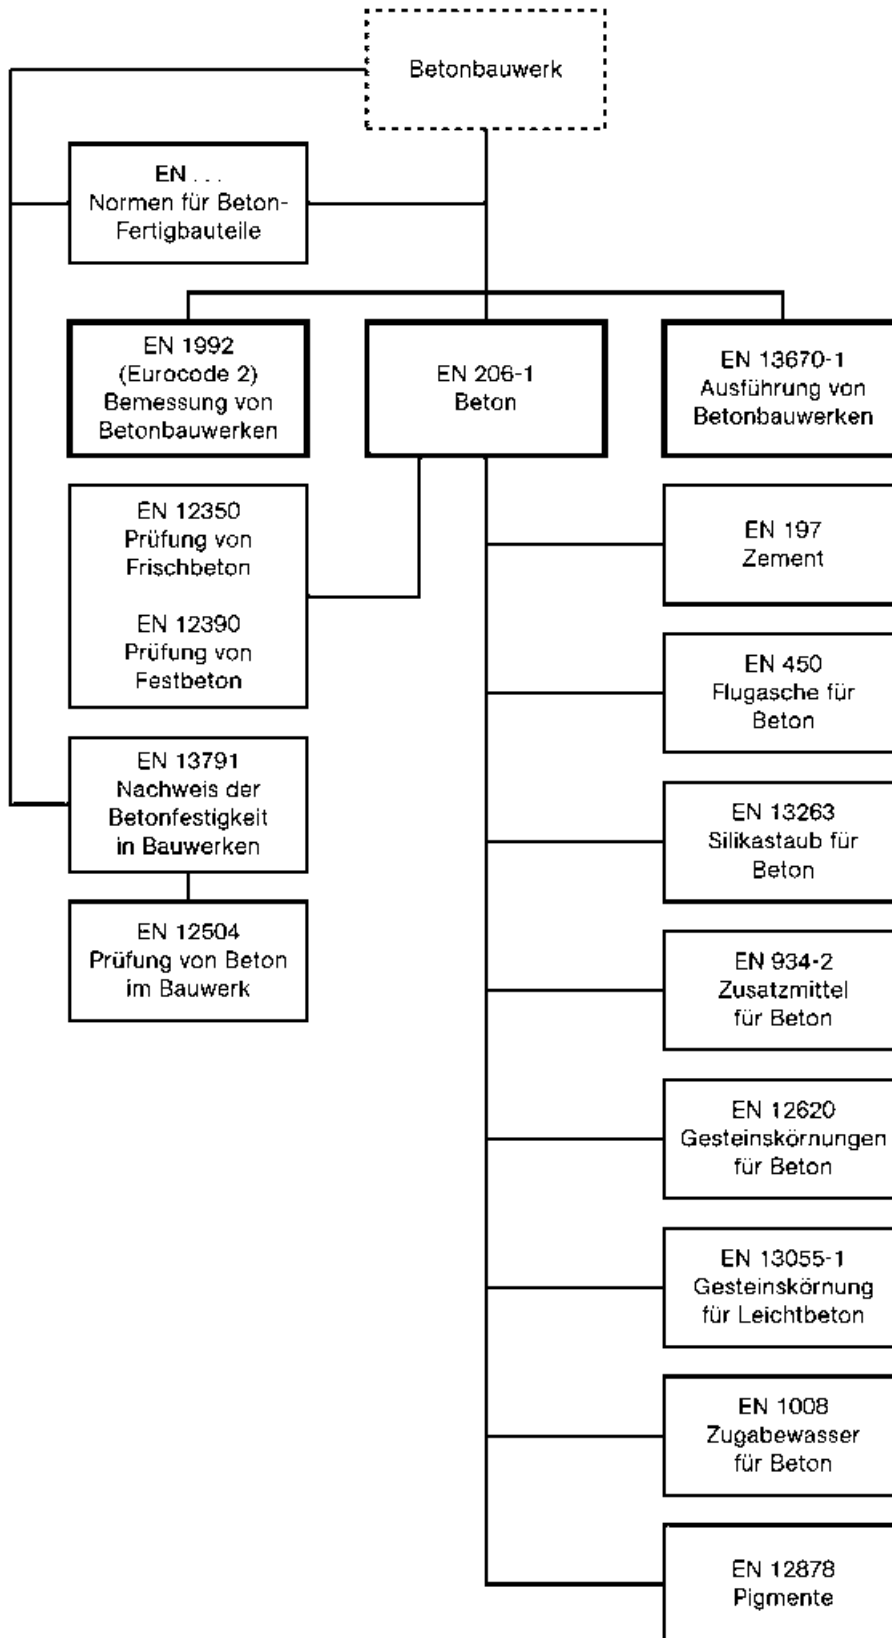 Betonbauwerk
EN . . .
Normen für Beton-
Fertigbauteile
EN 1992
(Eurocode 2)
Bemessung von
Betonbauwerken
EN 206-1
Beton
EN 13670-1
Ausführung von
Betonbauwerken
EN 12350
Prüfung von
Frischbeton
EN 12390
Prüfung von
Festbeton
EN 13791
Nachweis der
Betonfestigkeit
in Bauwerken
EN 12504
Prüfung von Beton
im Bauwerk
EN 197
Zement
EN 450
Flugasche für
Beton
EN 13263
Silikastaub für
Beton
EN 934-2
Zusatzmittel
für Beton
EN 12620
Gesteinskörnungen
für Beton
EN 13055-1
Gesteinskörnung
für Leichtbeton
EN 1008
Zugabewasser
für Beton
EN 12878
Pigmente